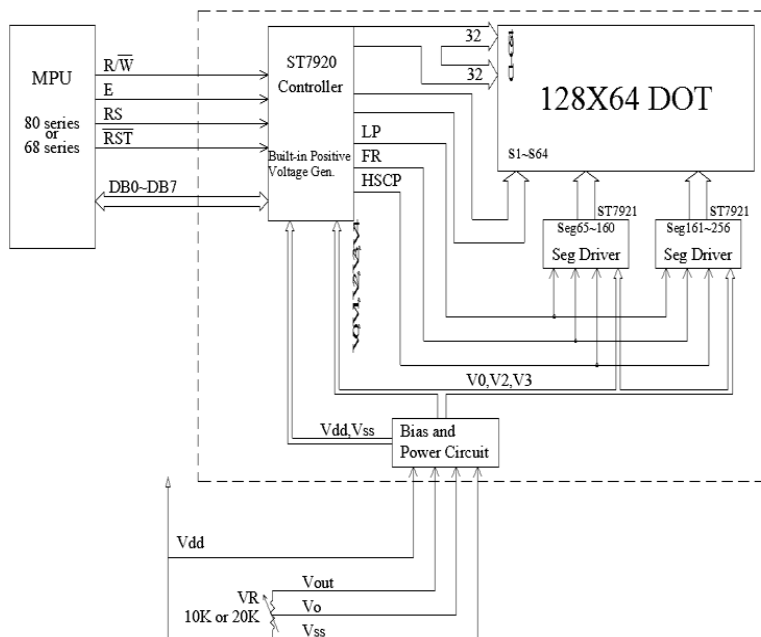 MPU
80 series
or
68 series
R/W̅
E
RS
R̅S̅T̅
DB0~DB7
ST7920
Controller
Built-in Positive
Voltage Gen.
LP
FR
HSCP
32
32
128X64 DOT
S1~S64
ST7921
Seg65~160
Seg Driver
ST7921
Seg161~256
Seg Driver
V0,V2,V3
Vdd,Vss
Bias and
Power Circuit
Vdd
Vout
VR
10K or 20K
Vo
Vss